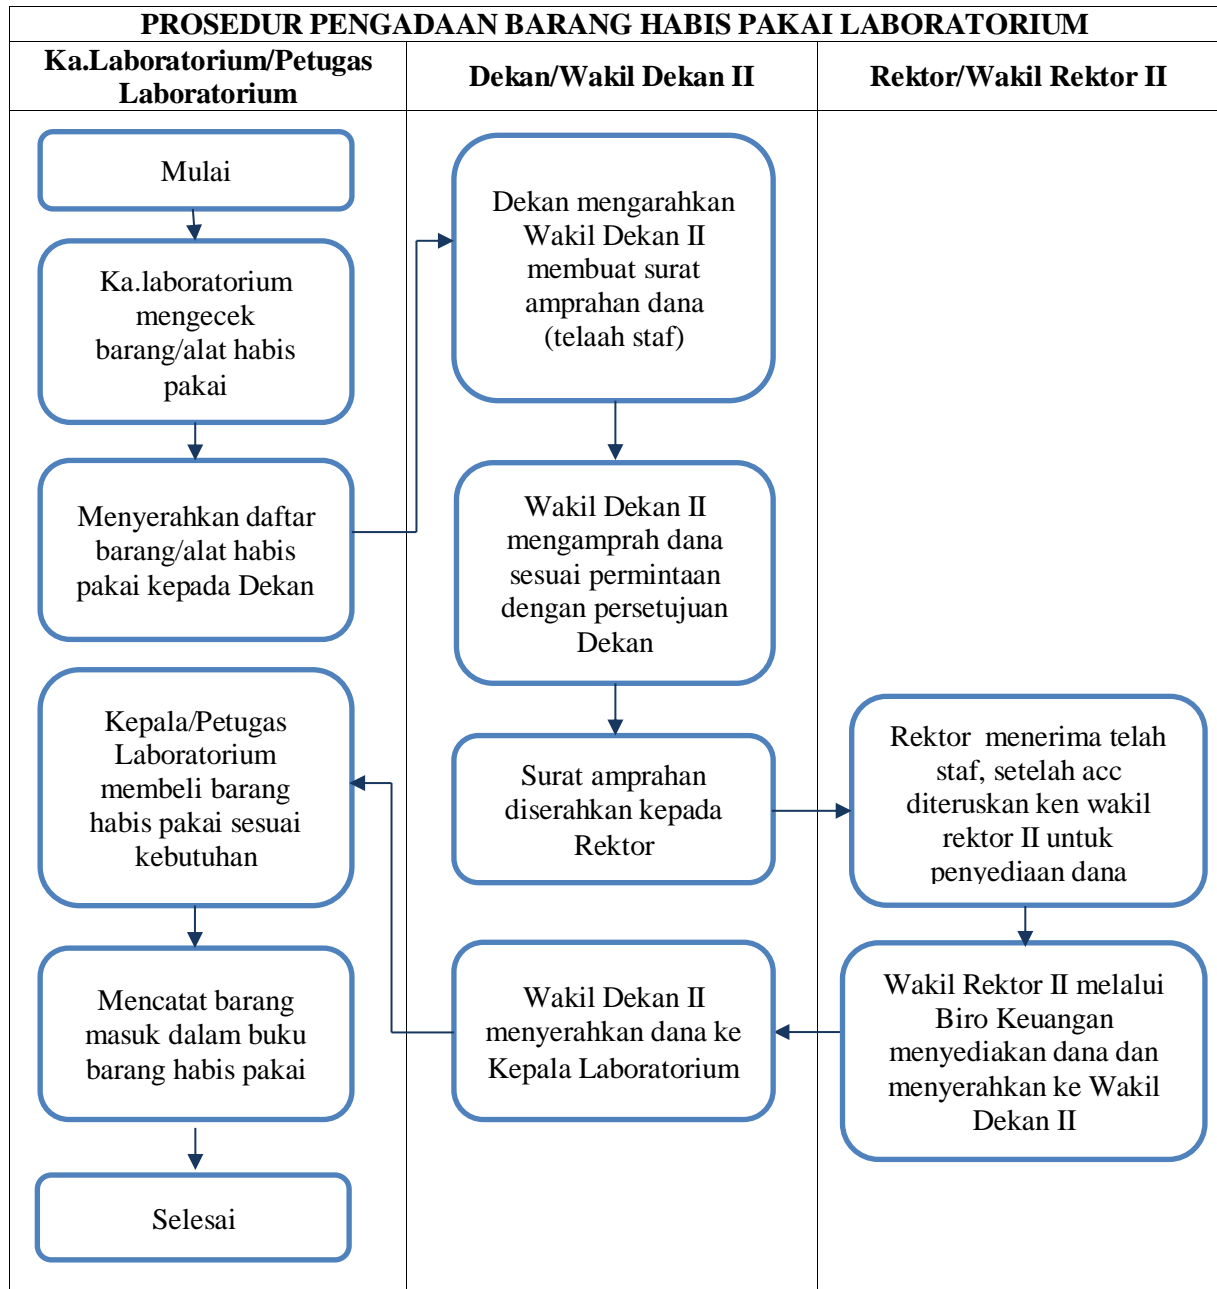 PROSEDUR PENGADAAN BARANG HABIS PAKAI LABORATORIUM
Ka.Laboratorium/Petugas
Laboratorium
Dekan/Wakil Dekan II
Rektor/Wakil Rektor II
Mulai
Ka.laboratorium
mengecek
barang/alat habis
pakai
Menyerahkan daftar
barang/alat habis
pakai kepada Dekan
Dekan mengarahkan
Wakil Dekan II
membuat surat
amprahan dana
(telaah staf)
Wakil Dekan II
mengamprah dana
sesuai permintaan
dengan persetujuan
Dekan
Surat amprahan
diserahkan kepada
Rektor
Rektor  menerima telah
staf, setelah acc
diteruskan ken wakil
rektor II untuk
penyediaan dana
Wakil Rektor II melalui
Biro Keuangan
menyediakan dana dan
menyerahkan ke Wakil
Dekan II
Wakil Dekan II
menyerahkan dana ke
Kepala Laboratorium
Kepala/Petugas
Laboratorium
membeli barang
habis pakai sesuai
kebutuhan
Mencatat barang
masuk dalam buku
barang habis pakai
Selesai